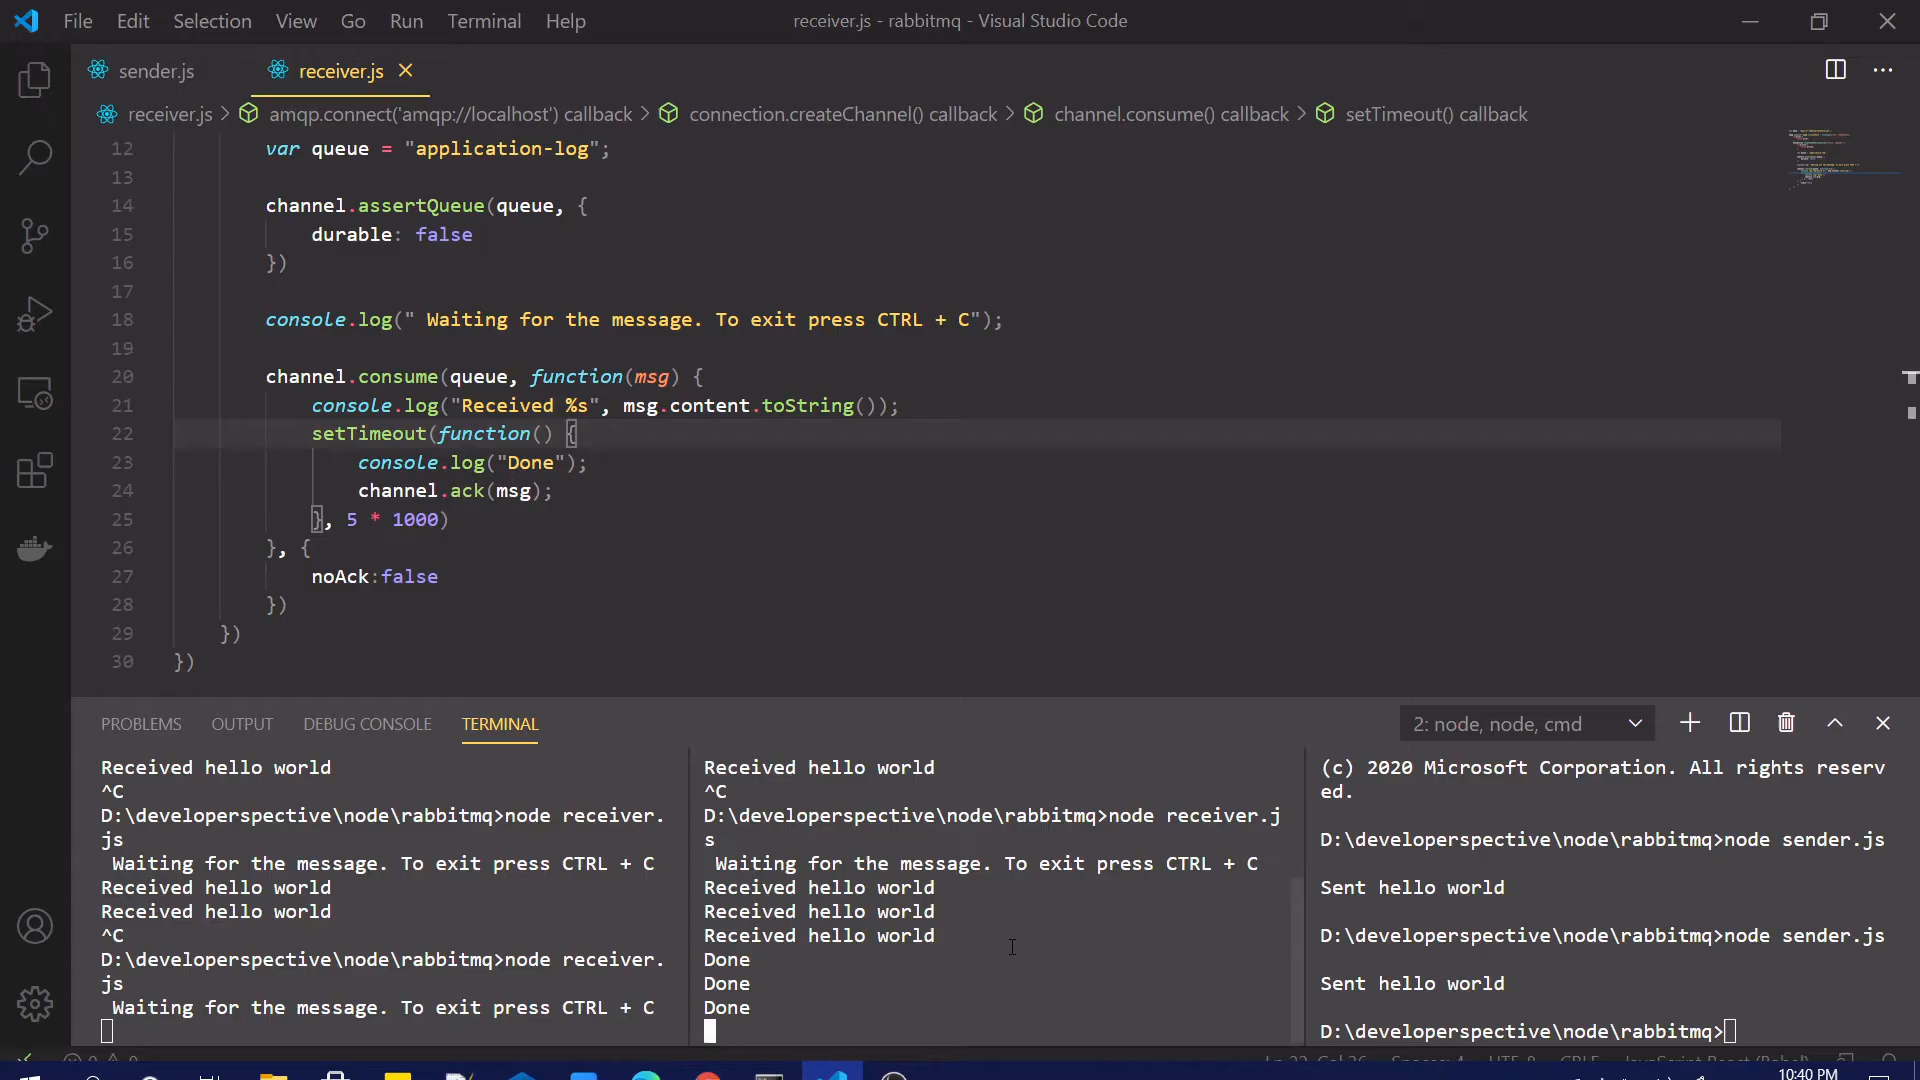 File Edit Selection View Go Run Terminal Help
receiver.js - rabbitmq - Visual Studio Code
sender.js
receiver.js
receiver.js > amqp.connect('amqp://localhost') callback > connection.createChannel() callback > channel.consume() callback > setTimeout() callback
12 var queue = "application-log";
13
14 channel.assertQueue(queue, {
15 durable: false
16 })
17
18 console.log(" Waiting for the message. To exit press CTRL + C");
19
20 channel.consume(queue, function(msg) {
21 console.log("Received %s", msg.content.toString());
22 setTimeout(function() {
23 console.log("Done");
24 channel.ack(msg);
25 }, 5 * 1000)
26 }, {
27 noAck:false
28 })
29 })
30 })
PROBLEMS OUTPUT DEBUG CONSOLE TERMINAL
2: node, node, cmd
Received hello world
^C
D:\developerspective\node\rabbitmq>node receiver.
js
Waiting for the message. To exit press CTRL + C
Received hello world
Received hello world
^C
D:\developerspective\node\rabbitmq>node receiver.
js
Waiting for the message. To exit press CTRL + C
Received hello world
^C
D:\developerspective\node\rabbitmq>node receiver.j
s
Waiting for the message. To exit press CTRL + C
Received hello world
Received hello world
Received hello world
Done
Done
Done
(c) 2020 Microsoft Corporation. All rights reserv
ed.
D:\developerspective\node\rabbitmq>node sender.js
Sent hello world
D:\developerspective\node\rabbitmq>node sender.js
Sent hello world
D:\developerspective\node\rabbitmq>
10:40 PM